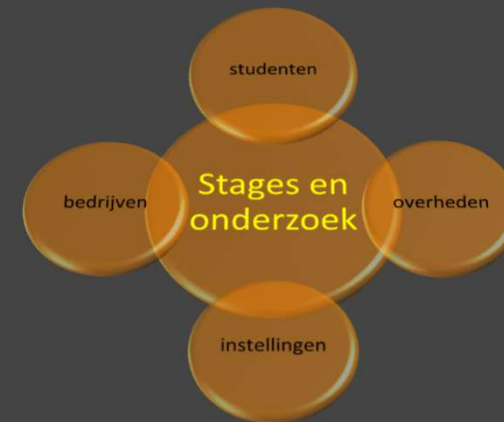 studenten
bedrijven
Stages en
onderzoek
overheden
instellingen